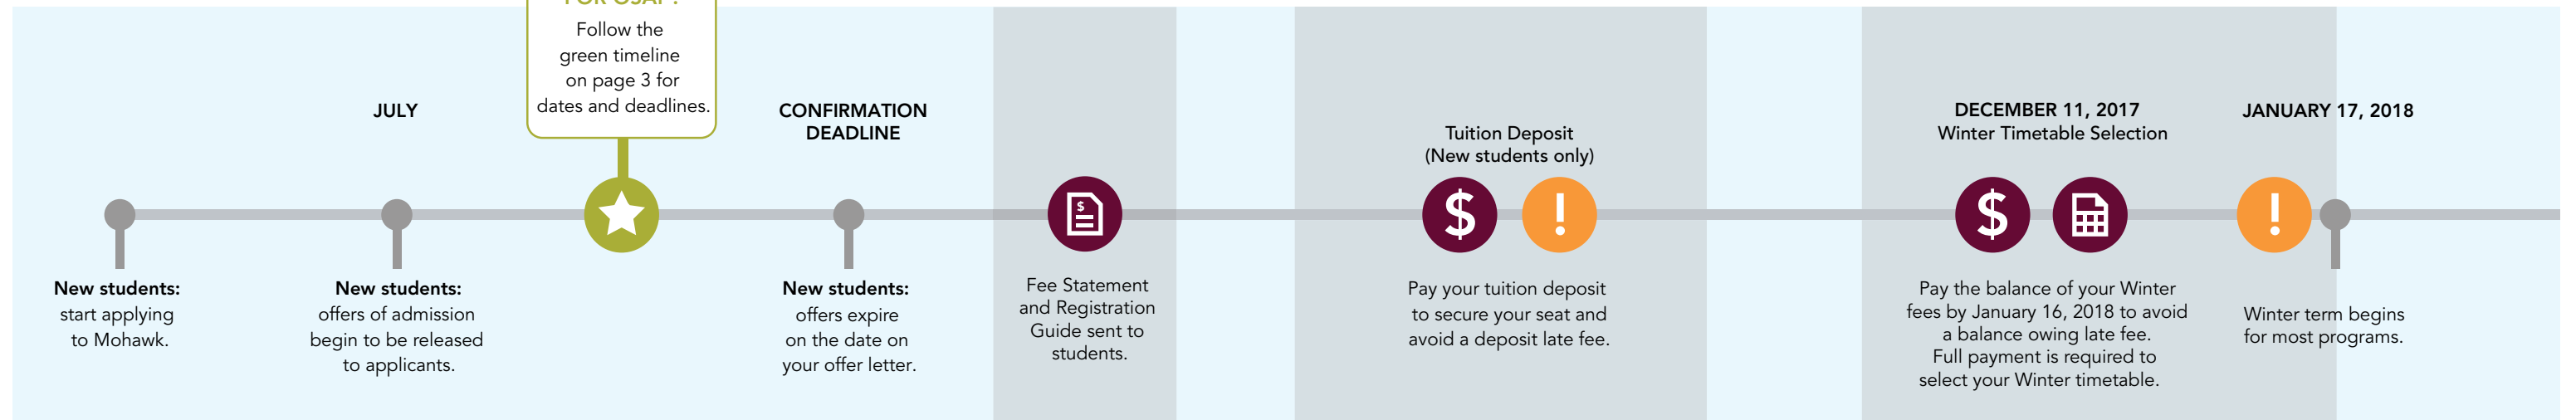 FOR OSAP?
Follow the
green timeline
on page 3 for
dates and deadlines.
JULY
CONFIRMATION
DEADLINE
Tuition Deposit
(New students only)
DECEMBER 11, 2017
Winter Timetable Selection
JANUARY 17, 2018
$
$
!
$
!
New students:
start applying
to Mohawk.
New students:
offers of admission
begin to be released
to applicants.
New students:
offers expire
on the date on
your offer letter.
Fee Statement
and Registration
Guide sent to
students.
Pay your tuition deposit
to secure your seat and
avoid a deposit late fee.
Pay the balance of your Winter
fees by January 16, 2018 to avoid
a balance owing late fee.
Full payment is required to
select your Winter timetable.
Winter term begins
for most programs.